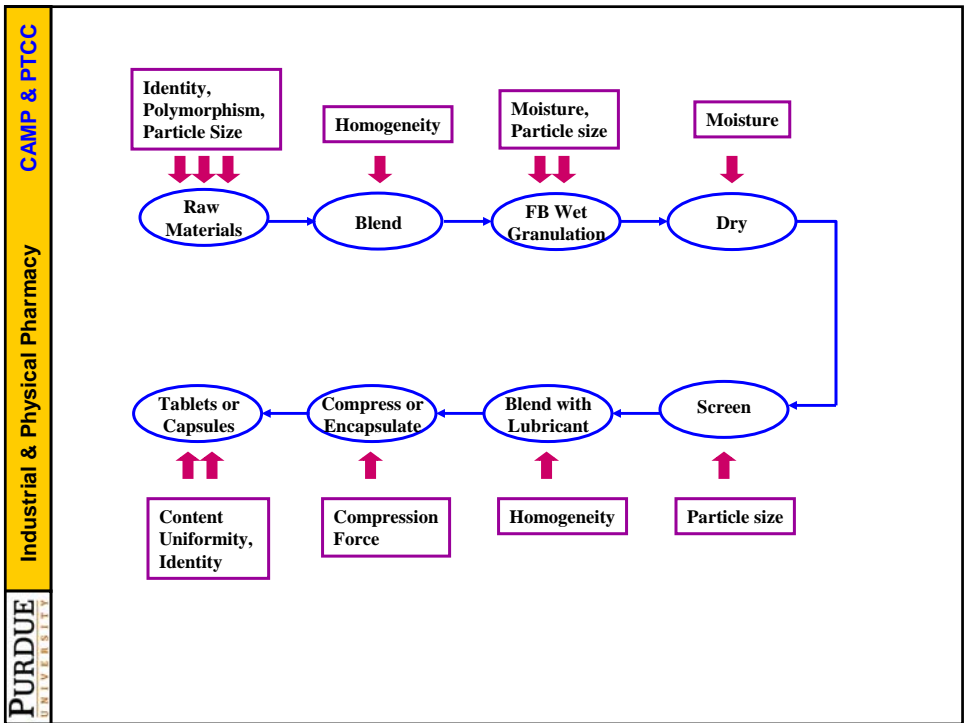 CAMP & PTCC
Industrial & Physical Pharmacy
PURDUE
UNIVERSITY
Identity,
Polymorphism,
Particle Size
Homogeneity
Moisture,
Particle size
Moisture
Raw
Materials
Blend
FB Wet
Granulation
Dry
Tablets or
Capsules
Compress or
Encapsulate
Blend with
Lubricant
Screen
Content
Uniformity,
Identity
Compression
Force
Homogeneity
Particle size